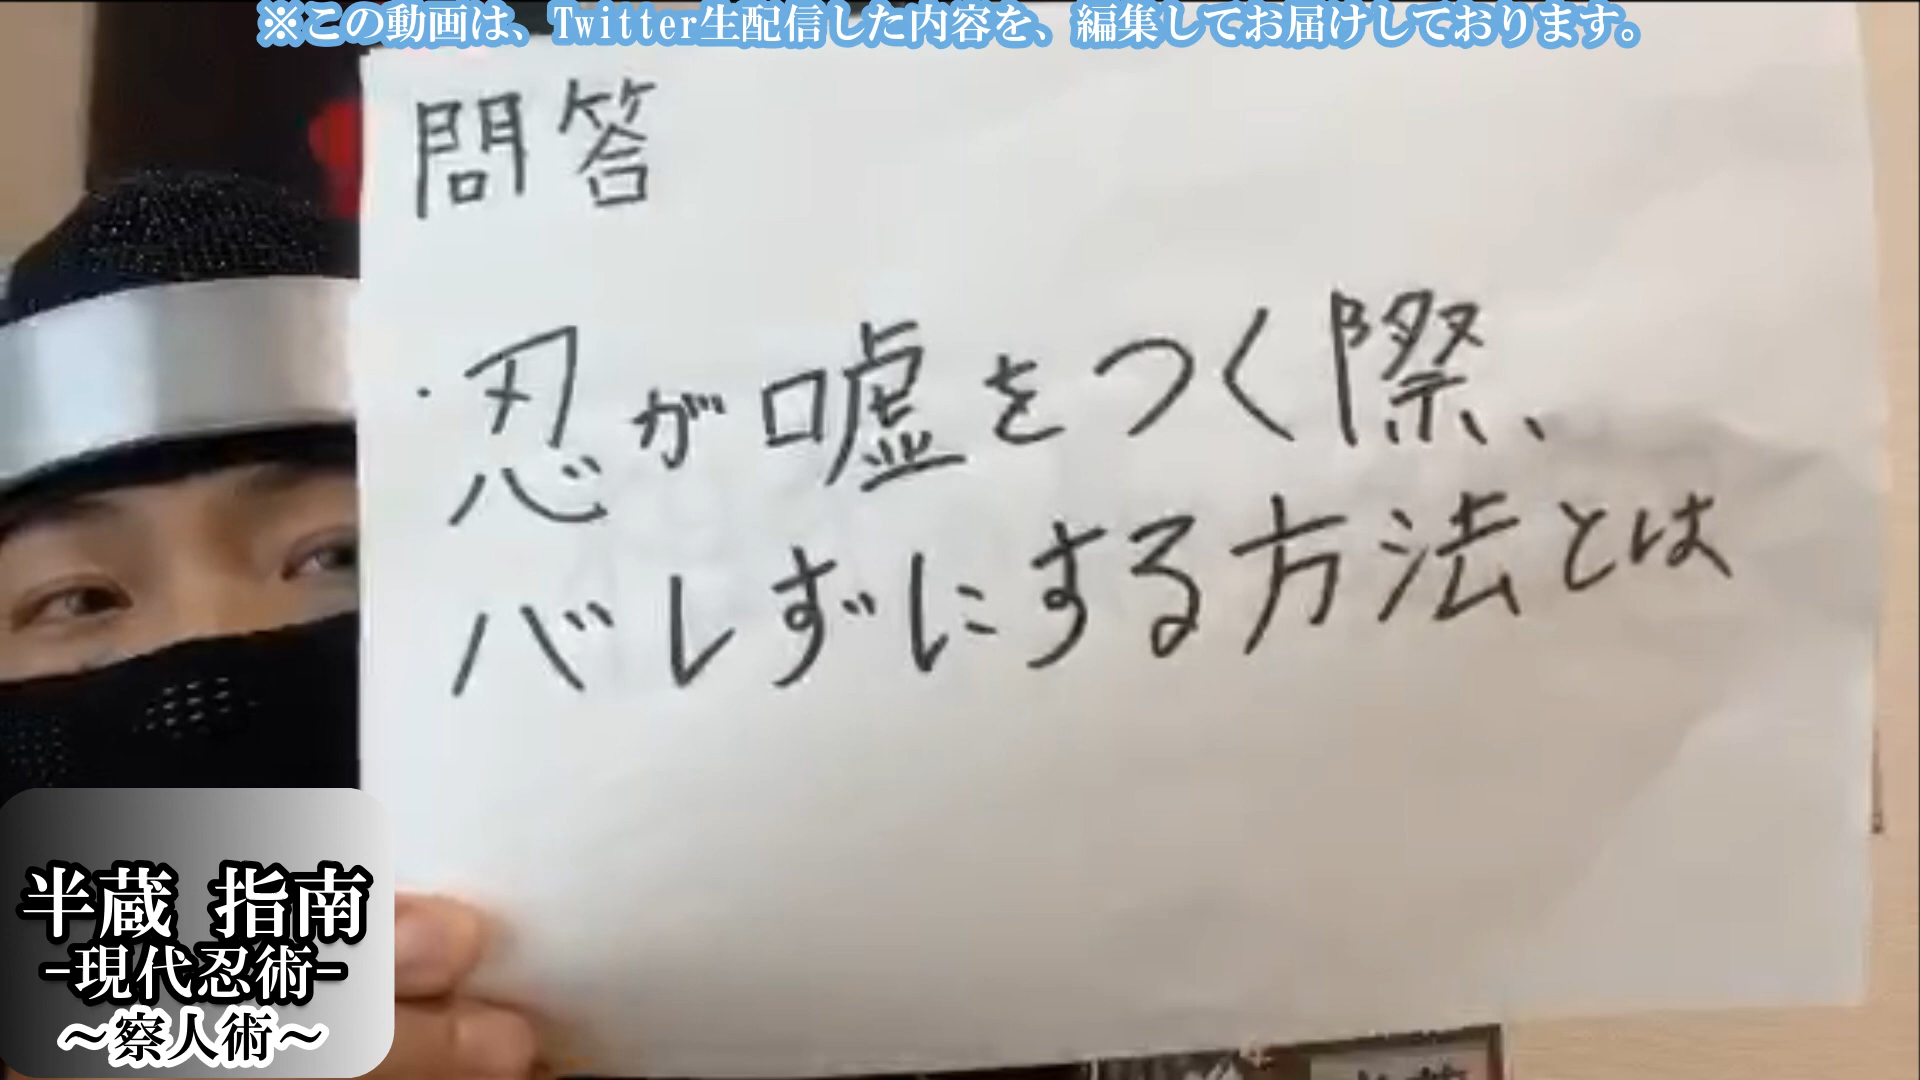 ※この動画は、Twitter生配信した内容を、編集してお届けしております。
問答
・忍が嘘をつく際、
バレずにする方法とは
半蔵 指南
-現代忍術-
～察人術～